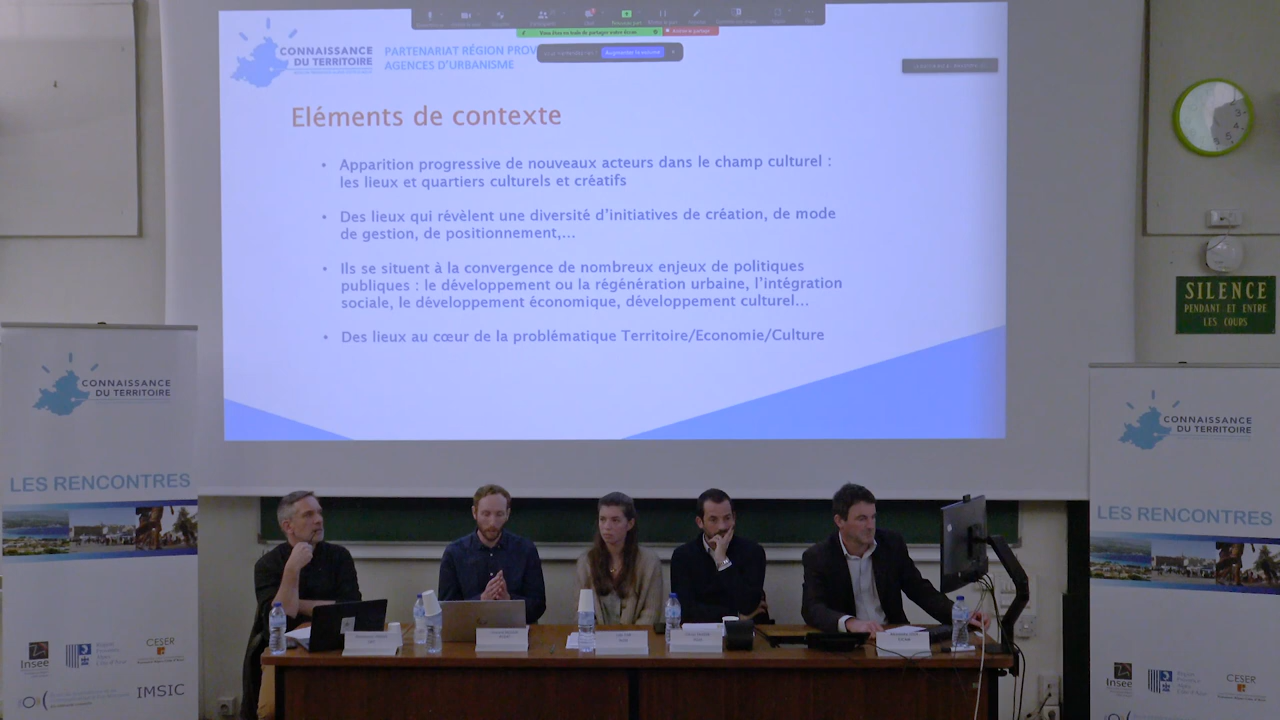 CONNAISSANCE
DU TERRITOIRE
PARTENARIAT RÉGION PROV
AGENCES D'URBANISME
Eléments de contexte
• Apparition progressive de nouveaux acteurs dans le champ culturel :
les lieux et quartiers culturels et créatifs
• Des lieux qui révèlent une diversité d'initiatives de création, de mode
de gestion, de positionnement,...
• Ils se situent à la convergence de nombreux enjeux de politiques
publiques : le développement ou la régénération urbaine, l'intégration
sociale, le développement économique, développement culturel...
• Des lieux au cœur de la problématique Territoire/Economie/Culture
SILENCE
PENDANT ET ENTRE
LES COURS
CONNAISSANCE
DU TERRITOIRE
LES RENCONTRES
Insee
CESER
IMSIC
CONNAISSANCE
DU TERRITOIRE
LES RENCONTRES
Insee
CESER